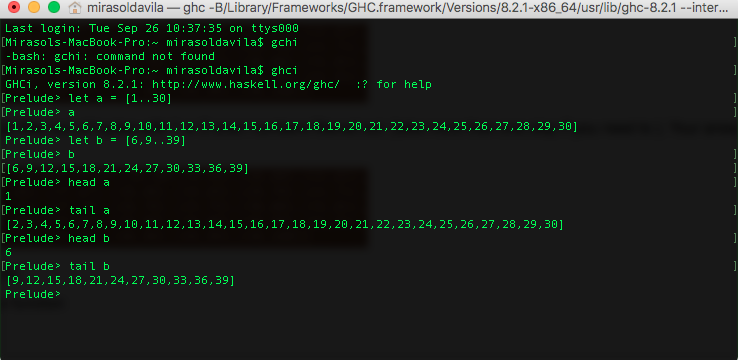 mirasoldavila — ghc -B/Library/Frameworks/GHC.framework/Versions/8.2.1-x86_64/usr/lib/ghc-8.2.1 --inter...
Last login: Tue Sep 26 10:37:35 on ttys000
[Mirasols-MacBook-Pro:~ mirasoldavila$ gchi ]
-bash: gchi: command not found
[Mirasols-MacBook-Pro:~ mirasoldavila$ ghci ]
GHCi, version 8.2.1: http://www.haskell.org/ghc/  :? for help
[Prelude> let a = [1..30] ]
[Prelude> a ]
[1,2,3,4,5,6,7,8,9,10,11,12,13,14,15,16,17,18,19,20,21,22,23,24,25,26,27,28,29,30]
Prelude> let b = [6,9..39]
[Prelude> b ]
[[6,9,12,15,18,21,24,27,30,33,36,39] ]
[Prelude> head a ]
1
[Prelude> tail a ]
[2,3,4,5,6,7,8,9,10,11,12,13,14,15,16,17,18,19,20,21,22,23,24,25,26,27,28,29,30]
[Prelude> head b ]
6
[Prelude> tail b ]
[9,12,15,18,21,24,27,30,33,36,39]
Prelude>